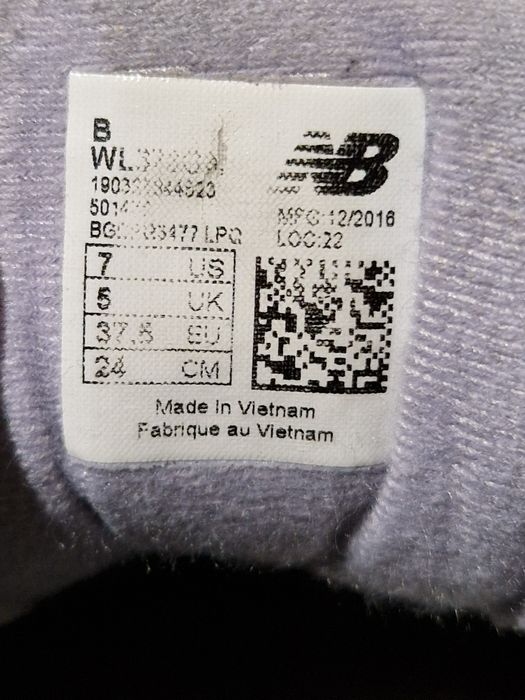 B
NB
MFG:12/2016
LOC:22
7 US
5 UK
37.5 EU
24 CM
Made in Vietnam
Fabrique au Vietnam